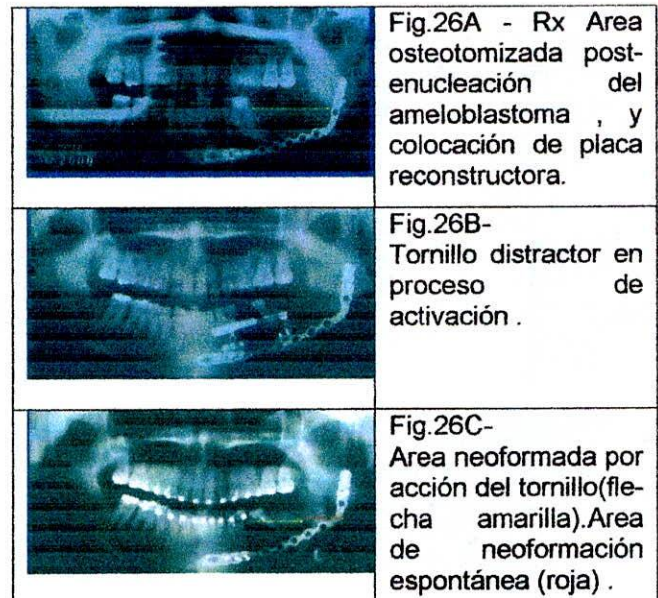 Fig.26A - Rx Area
osteotomizada post-
enucleación del
ameloblastoma , y
colocación de placa
reconstructora.
Fig.26B-
Tornillo distractor en
proceso de
activación .
Fig.26C-
Area neoformada por
acción del tornillo(fle-
cha amarilla).Area
de neoformación
espontánea (roja) .